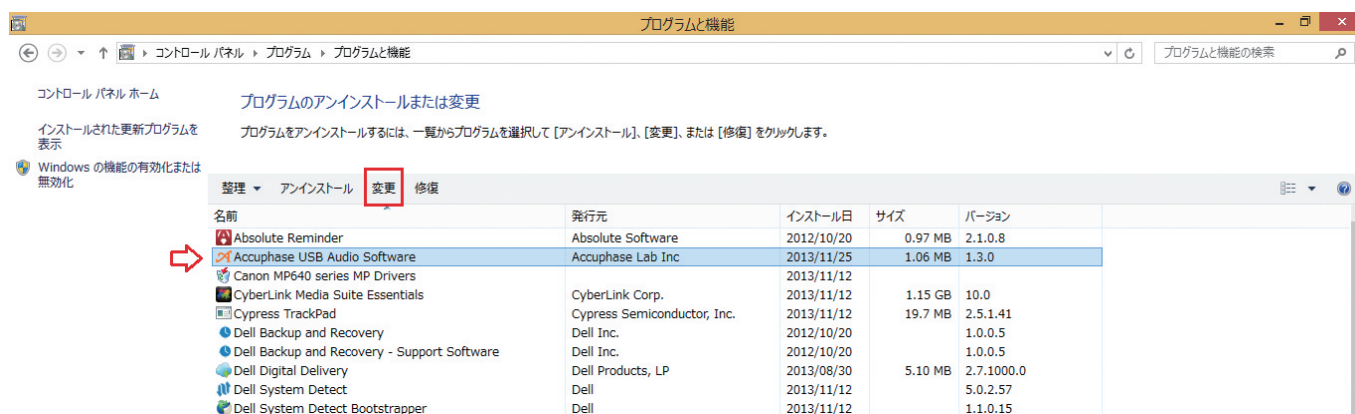 プログラムと機能
コントロール パネル プログラム プログラムと機能
プログラムと機能の検索
コントロール パネル ホーム
インストールされた更新プログラムを
表示
Windows の機能の有効化または
無効化
プログラムのアンインストールまたは変更
プログラムをアンインストールするには、一覧からプログラムを選択して [アンインストール]、[変更]、または [修復] をクリックします。
整理 アンインストール 変更 修復
名前 発行元 インストール日 サイズ バージョン
Absolute Reminder Absolute Software 2012/10/20 0.97 MB 2.1.0.8
Accuphase USB Audio Software Accuphase Lab Inc 2013/11/25 1.06 MB 1.3.0
Canon MP640 series MP Drivers 2013/11/12
CyberLink Media Suite Essentials CyberLink Corp. 2013/11/12 1.15 GB 10.0
Cypress TrackPad Cypress Semiconductor, Inc. 2013/11/12 19.7 MB 2.5.1.41
Dell Backup and Recovery Dell Inc. 2012/10/20 1.0.0.5
Dell Backup and Recovery - Support Software Dell Inc. 2012/10/20 1.0.0.5
Dell Digital Delivery Dell Products, LP 2013/08/30 5.10 MB 2.7.1000.0
Dell System Detect Dell 2013/11/12 5.0.2.57
Dell System Detect Bootstrapper Dell 2013/11/12 1.1.0.15